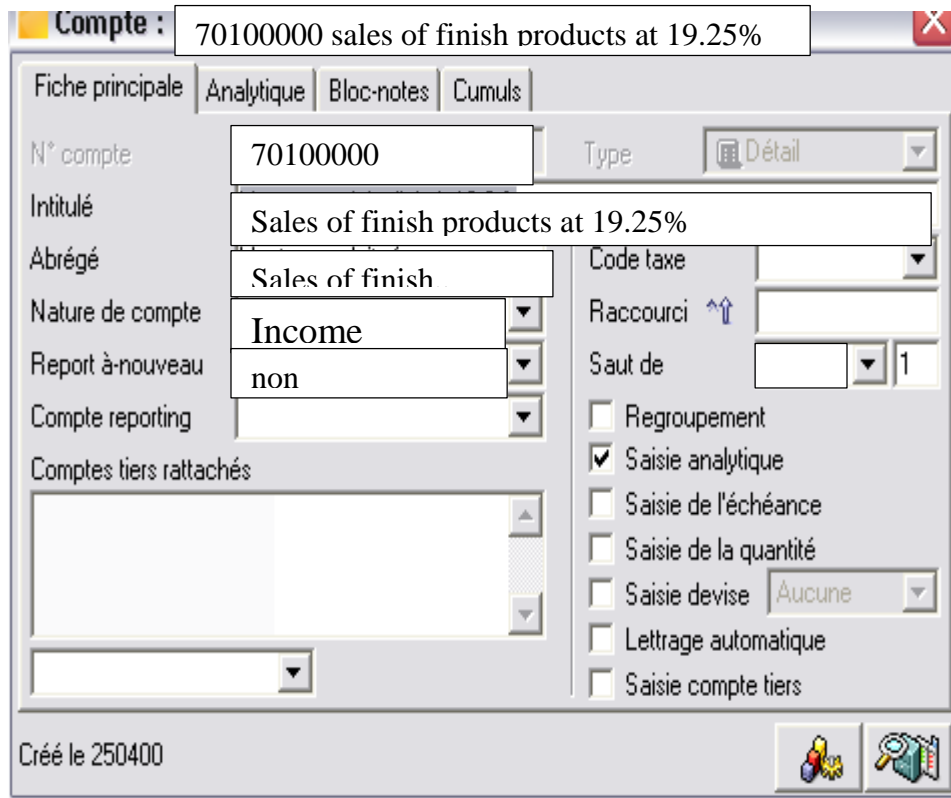 Compte :
70100000 sales of finish products at 19.25%
Fiche principale Analytique Bloc-notes Cumuls
N° compte 70100000 Type Détail
Intitulé Sales of finish products at 19.25%
Abrégé Sales of finish.. Code taxe
Nature de compte Income Raccourci
Report à-nouveau non Saut de 1
Compte reporting Regroupement
Comptes tiers rattachés Saisie analytique
Saisie de l'échéance
Saisie de la quantité
Saisie devise Aucune
Lettrage automatique
Saisie compte tiers
Créé le 250400